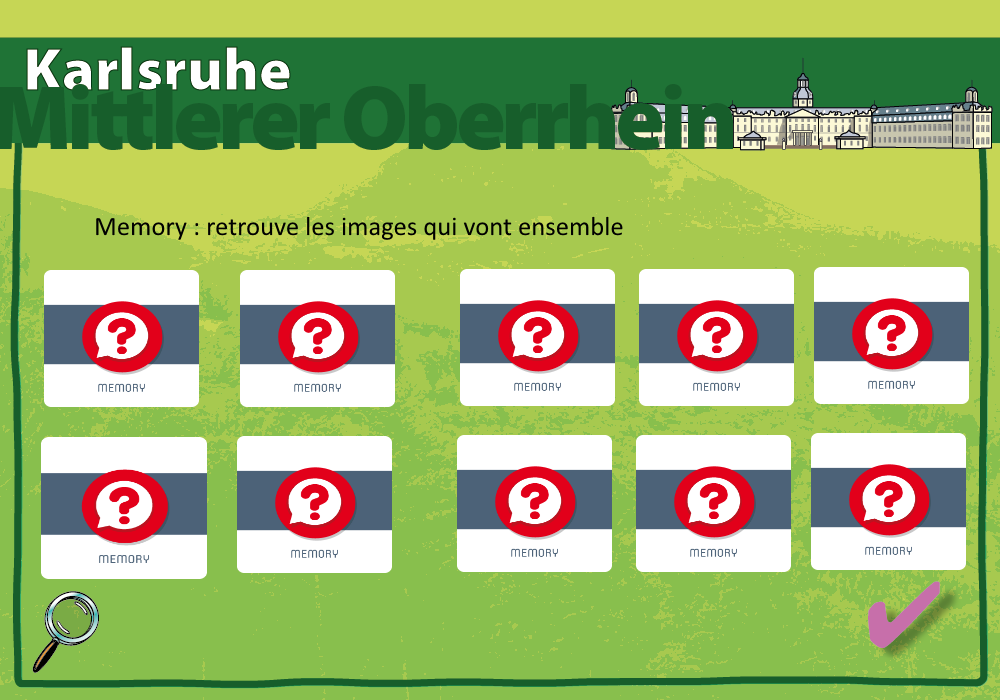 Karlsruhe
Mittlerer Oberrhein
Memory : retrouve les images qui vont ensemble
? ? ? ? ?
MEMORY MEMORY MEMORY MEMORY MEMORY
? ? ? ? ?
MEMORY MEMORY MEMORY MEMORY MEMORY